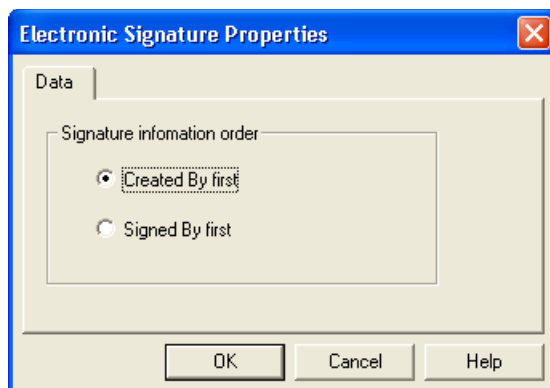 Electronic Signature Properties
Data
Signature infomation order
Created By first
Signed By first
OK Cancel Help